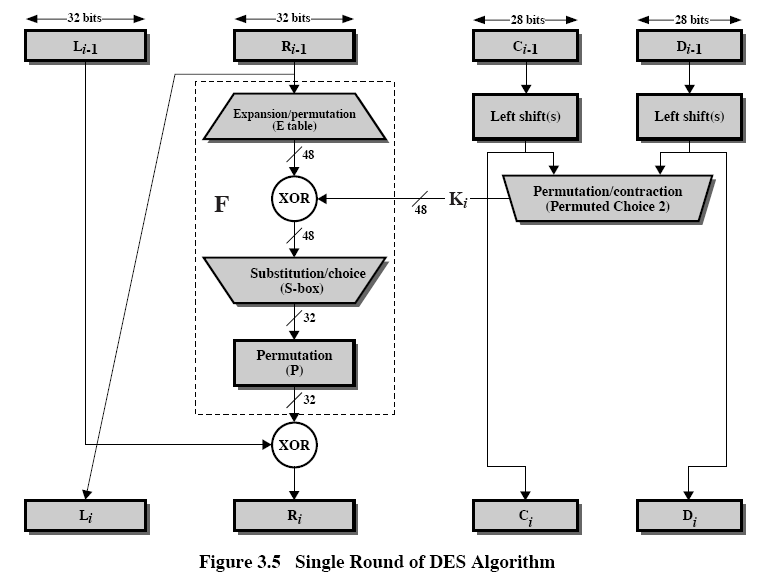 32 bits
32 bits
28 bits
28 bits
Li-1
Ri-1
Ci-1
Di-1
Expansion/permutation
(E table)
Left shift(s)
Left shift(s)
48
F
XOR
48
Ki
Permutation/contraction
(Permuted Choice 2)
48
Substitution/choice
(S-box)
32
Permutation
(P)
32
XOR
Li
Ri
Ci
Di
Figure 3.5 Single Round of DES Algorithm